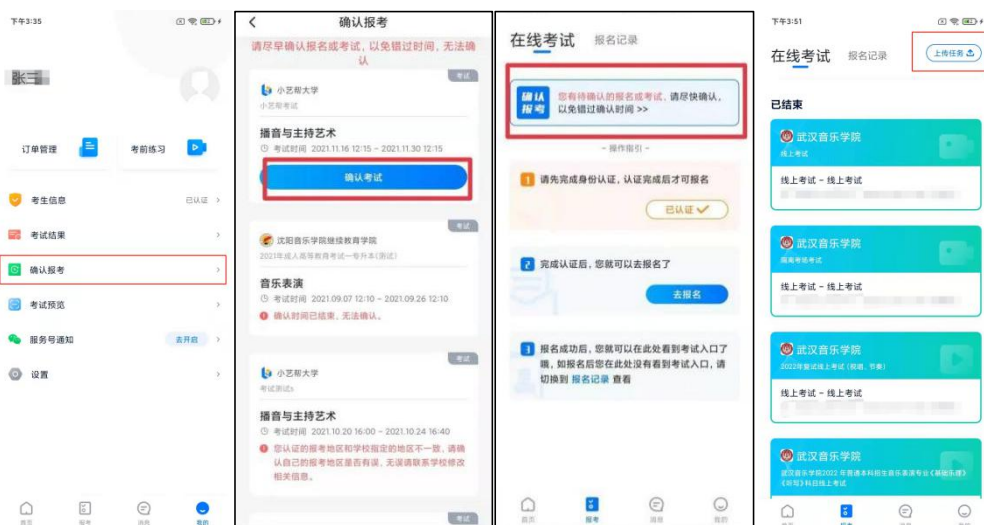 下午3:35
张三
订单管理
考前练习
考生信息
已认证 >
考试结果
确认报考
考试预览
服务号通知
去开启 >
设置
首页
报考
消息
我的
确认报考
请尽早确认报名或考试，以免错过时间，无法确
认
考试
小艺帮大学
小艺帮考试
播音与主持艺术
考试时间 2021.11.16 12:15 - 2021.11.30 12:15
确认考试
考试
沈阳音乐学院继续教育学院
2021年成人高等教育考试-专升本(测试)
音乐表演
考试时间 2021.09.07 12:10 - 2021.09.26 12:10
确认时间已结束，无法确认。
考试
小艺帮大学
考试测试s
播音与主持艺术
考试时间 2021.10.20 16:00 - 2021.10.24 16:40
您认证的报考地区和学校指定的地区不一致，请确
认自己的报考地区是否有误，无误请联系学校修改
相关信息。
考试
在线考试 报名记录
确认
报考
您有待确认的报名或考试，请尽快确认，
以免错过确认时间 >>
- 操作指引 -
1 请先完成身份认证，认证完成后才可报名
已认证
2 完成认证后，您就可以去报名了
去报名
3 报名成功后，您就可以在此处看到考试入口了
哦，如报名后您在此处没有看到考试入口，请
切换到 报名记录 查看
首页
报考
消息
我的
下午3:51
在线考试 报名记录
上传任务
已结束
武汉音乐学院
线上考试
线上考试 - 线上考试
武汉音乐学院
线上考试 - 线上考试
武汉音乐学院
2022年复试线上考试（视唱、节奏）
线上考试 - 线上考试
武汉音乐学院
武汉音乐学院2022 年普通本科招生音乐表演专业《基础乐理》
《听写》科目线上考试
首页
报考
消息
我的